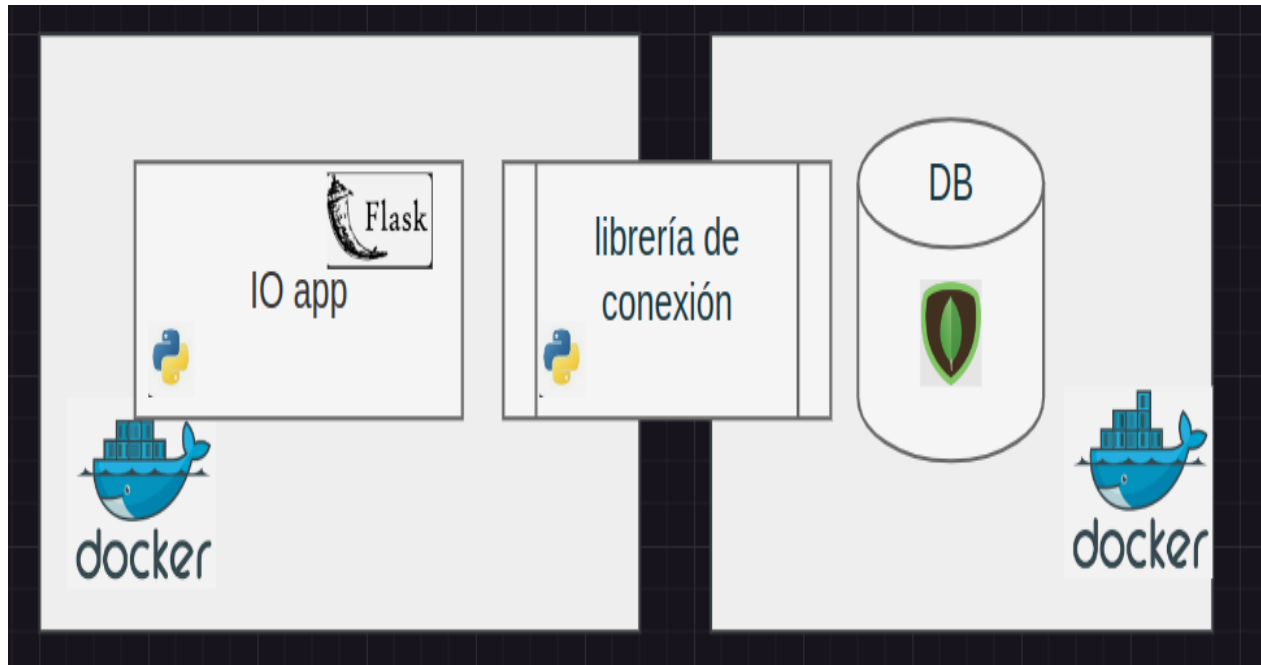 Flask
IO app
librería de
conexión
DB
docker
docker